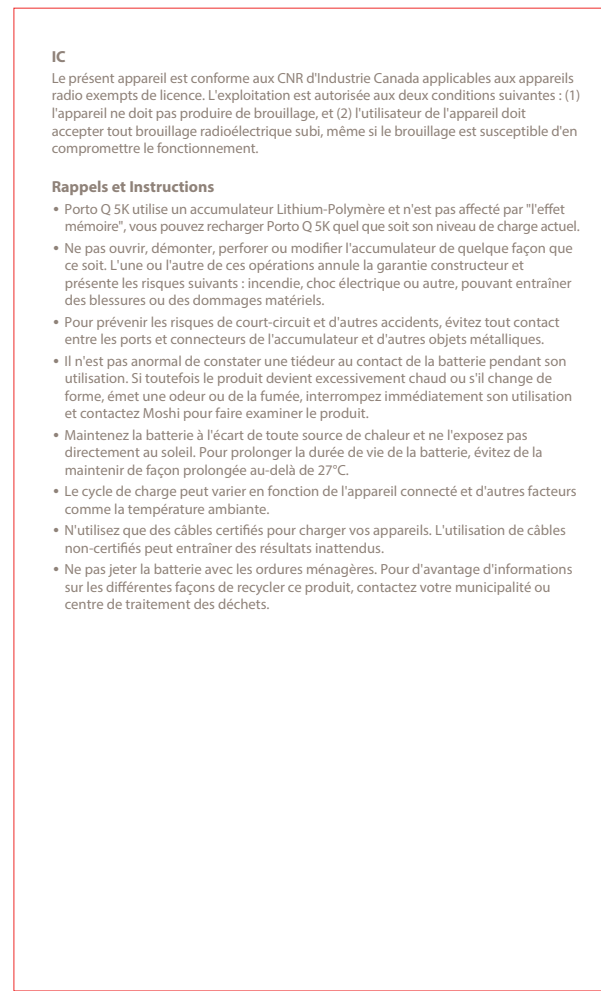 IC
Le présent appareil est conforme aux CNR d'Industrie Canada applicables aux appareils
radio exempts de licence. L'exploitation est autorisée aux deux conditions suivantes : (1)
l'appareil ne doit pas produire de brouillage, et (2) l'utilisateur de l'appareil doit
accepter tout brouillage radioélectrique subi, même si le brouillage est susceptible d'en
compromettre le fonctionnement.
Rappels et Instructions
• Porto Q 5K utilise un accumulateur Lithium-Polymère et n'est pas affecté par "l'effet
mémoire", vous pouvez recharger Porto Q 5K quel que soit son niveau de charge actuel.
• Ne pas ouvrir, démonter, perforer ou modifier l'accumulateur de quelque façon que
ce soit. L'une ou l'autre de ces opérations annule la garantie constructeur et
présente les risques suivants : incendie, choc électrique ou autre, pouvant entraîner
des blessures ou des dommages matériels.
• Pour prévenir les risques de court-circuit et d'autres accidents, évitez tout contact
entre les ports et connecteurs de l'accumulateur et d'autres objets métalliques.
• Il n'est pas anormal de constater une tiédeur au contact de la batterie pendant son
utilisation. Si toutefois le produit devient excessivement chaud ou s'il change de
forme, émet une odeur ou de la fumée, interrompez immédiatement son utilisation
et contactez Moshi pour faire examiner le produit.
• Maintenez la batterie à l'écart de toute source de chaleur et ne l'exposez pas
directement au soleil. Pour prolonger la durée de vie de la batterie, évitez de la
maintenir de façon prolongée au-delà de 27°C.
• Le cycle de charge peut varier en fonction de l'appareil connecté et d'autres facteurs
comme la température ambiante.
• N'utilisez que des câbles certifiés pour charger vos appareils. L'utilisation de câbles
non-certifiés peut entraîner des résultats inattendus.
• Ne pas jeter la batterie avec les ordures ménagères. Pour d'avantage d'informations
sur les différentes façons de recycler ce produit, contactez votre municipalité ou
centre de traitement des déchets.